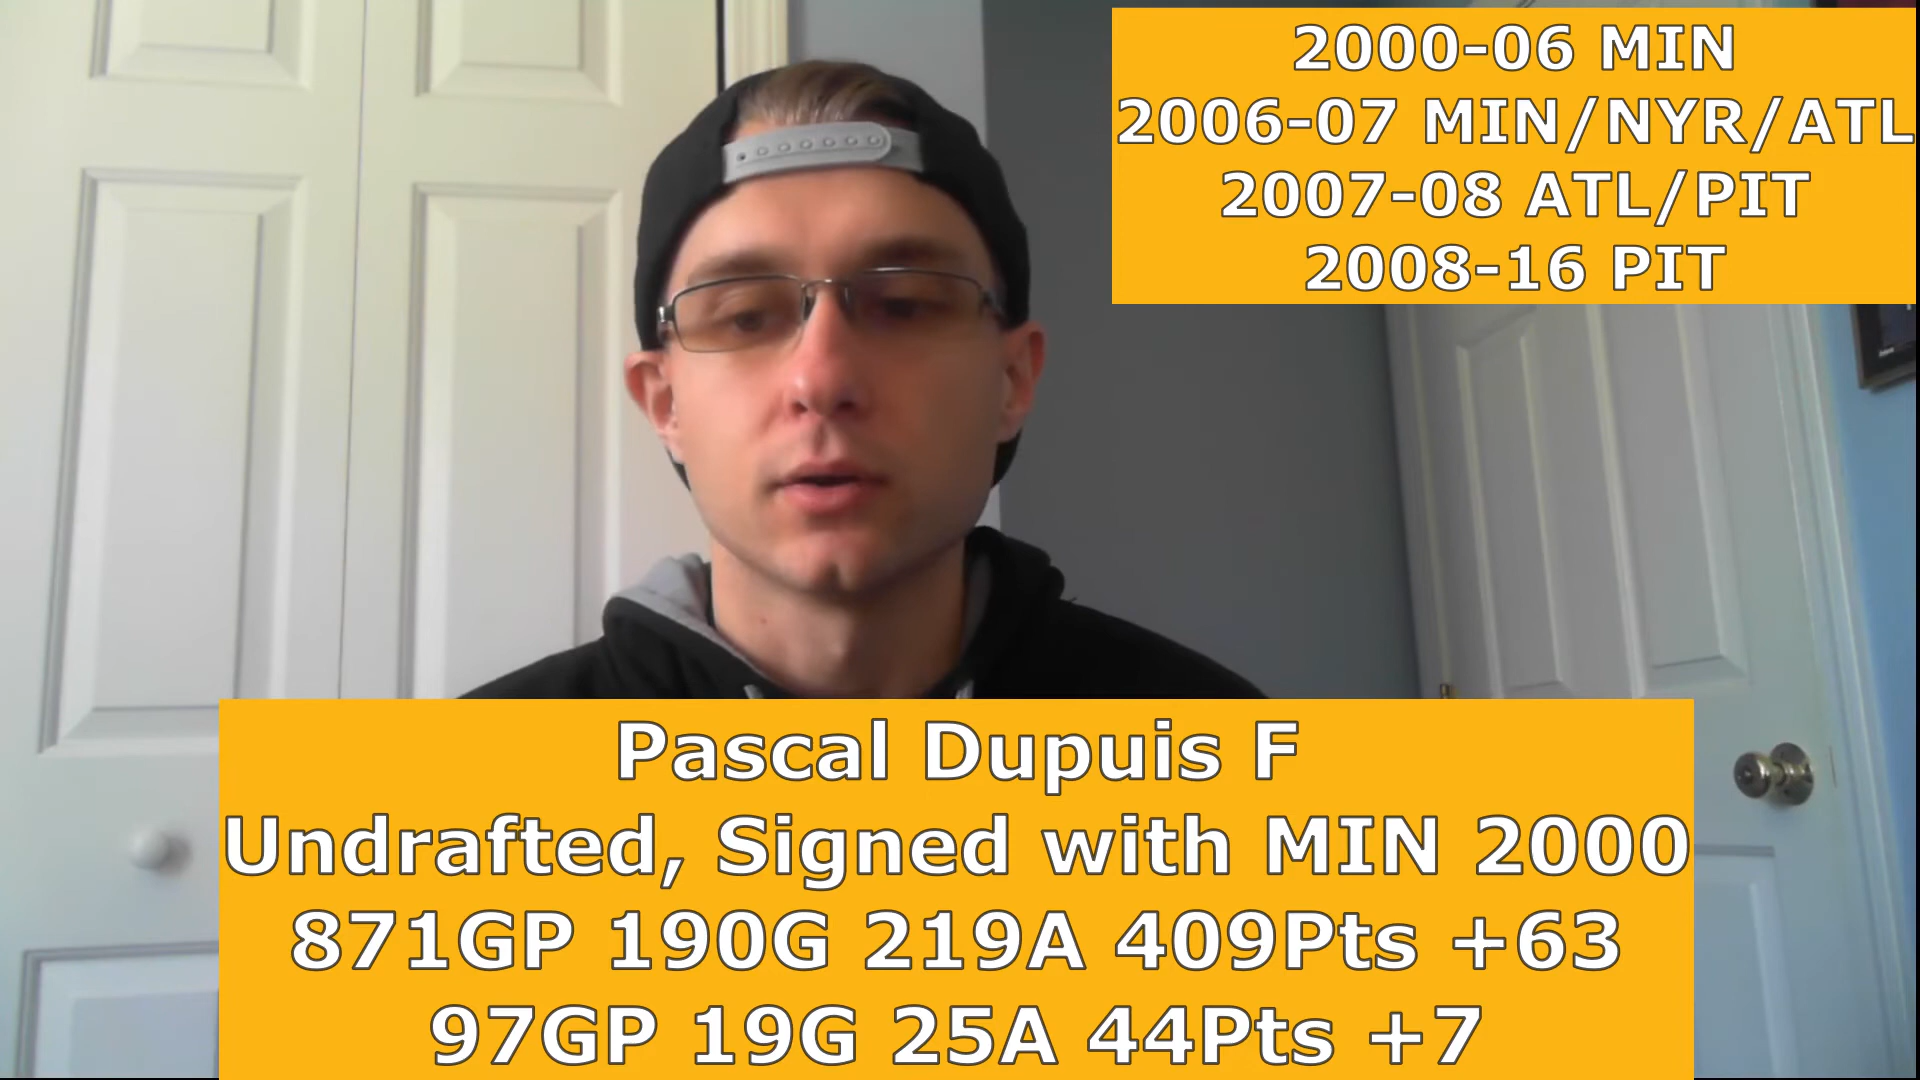 2000-06 MIN
2006-07 MIN/NYR/ATL
2007-08 ATL/PIT
2008-16 PIT
Pascal Dupuis F
Undrafted, Signed with MIN 2000
871GP 190G 219A 409Pts +63
97GP 19G 25A 44Pts +7